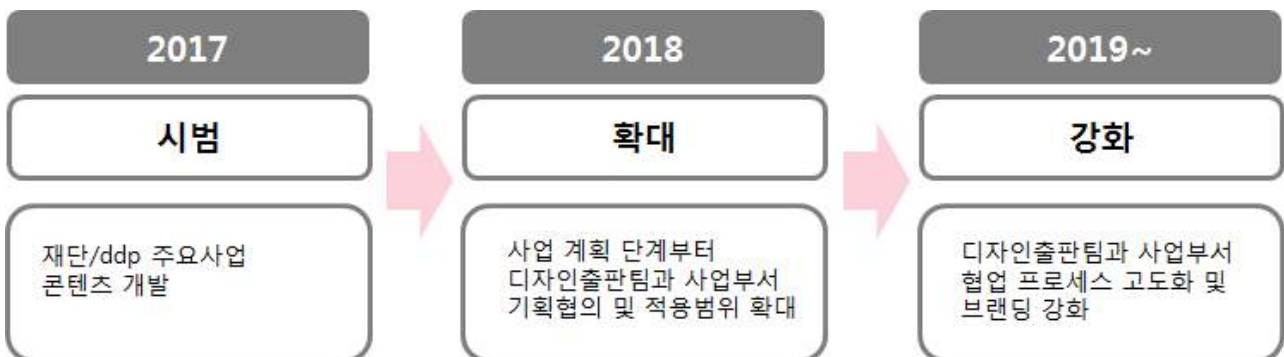 2017
시범
재단/ddp 주요사업
콘텐츠 개발
2018
확대
사업 계획 단계부터
디자인출판팀과 사업부서
기획협의 및 적용범위 확대
2019~
강화
디자인출판팀과 사업부서
협업 프로세스 고도화 및
브랜딩 강화